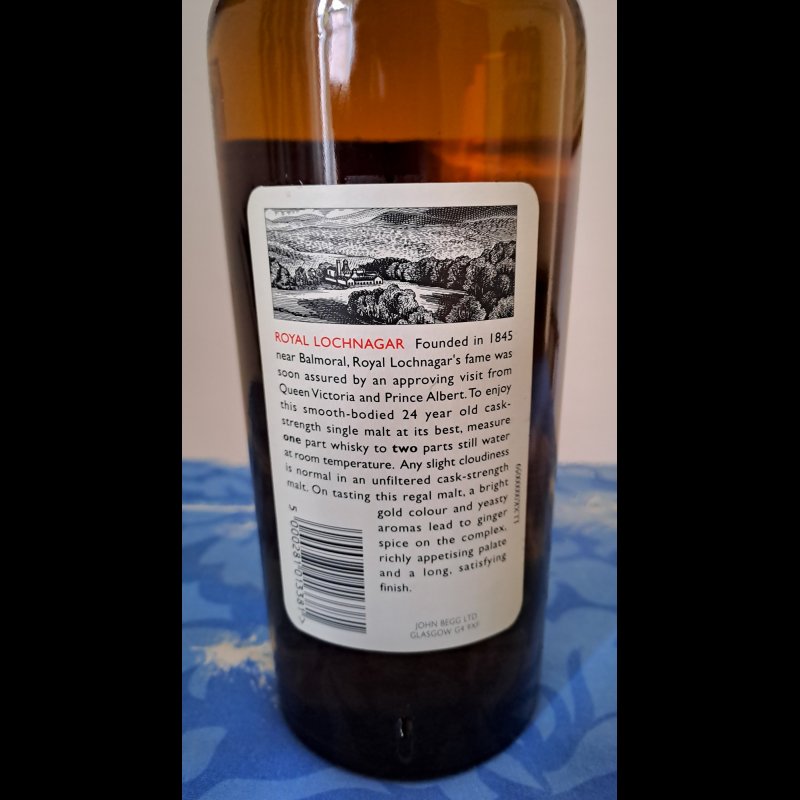 ROYAL LOCHNAGAR Founded in 1845
near Balmoral, Royal Lochnagar's fame was
soon assured by an approving visit from
Queen Victoria and Prince Albert. To enjoy
this smooth-bodied 24 year old cask-
strength single malt at its best, measure
one part whisky to two parts still water
at room temperature. Any slight cloudiness
is normal in an unfiltered cask-strength
malt. On tasting this regal malt, a bright
gold colour and yeasty
aromas lead to ginger
spice on the complex,
richly appetising palate
and a long, satisfying
finish.
5 000281 013381 >
JOHN BEGG LTD.
GLASGOW G4